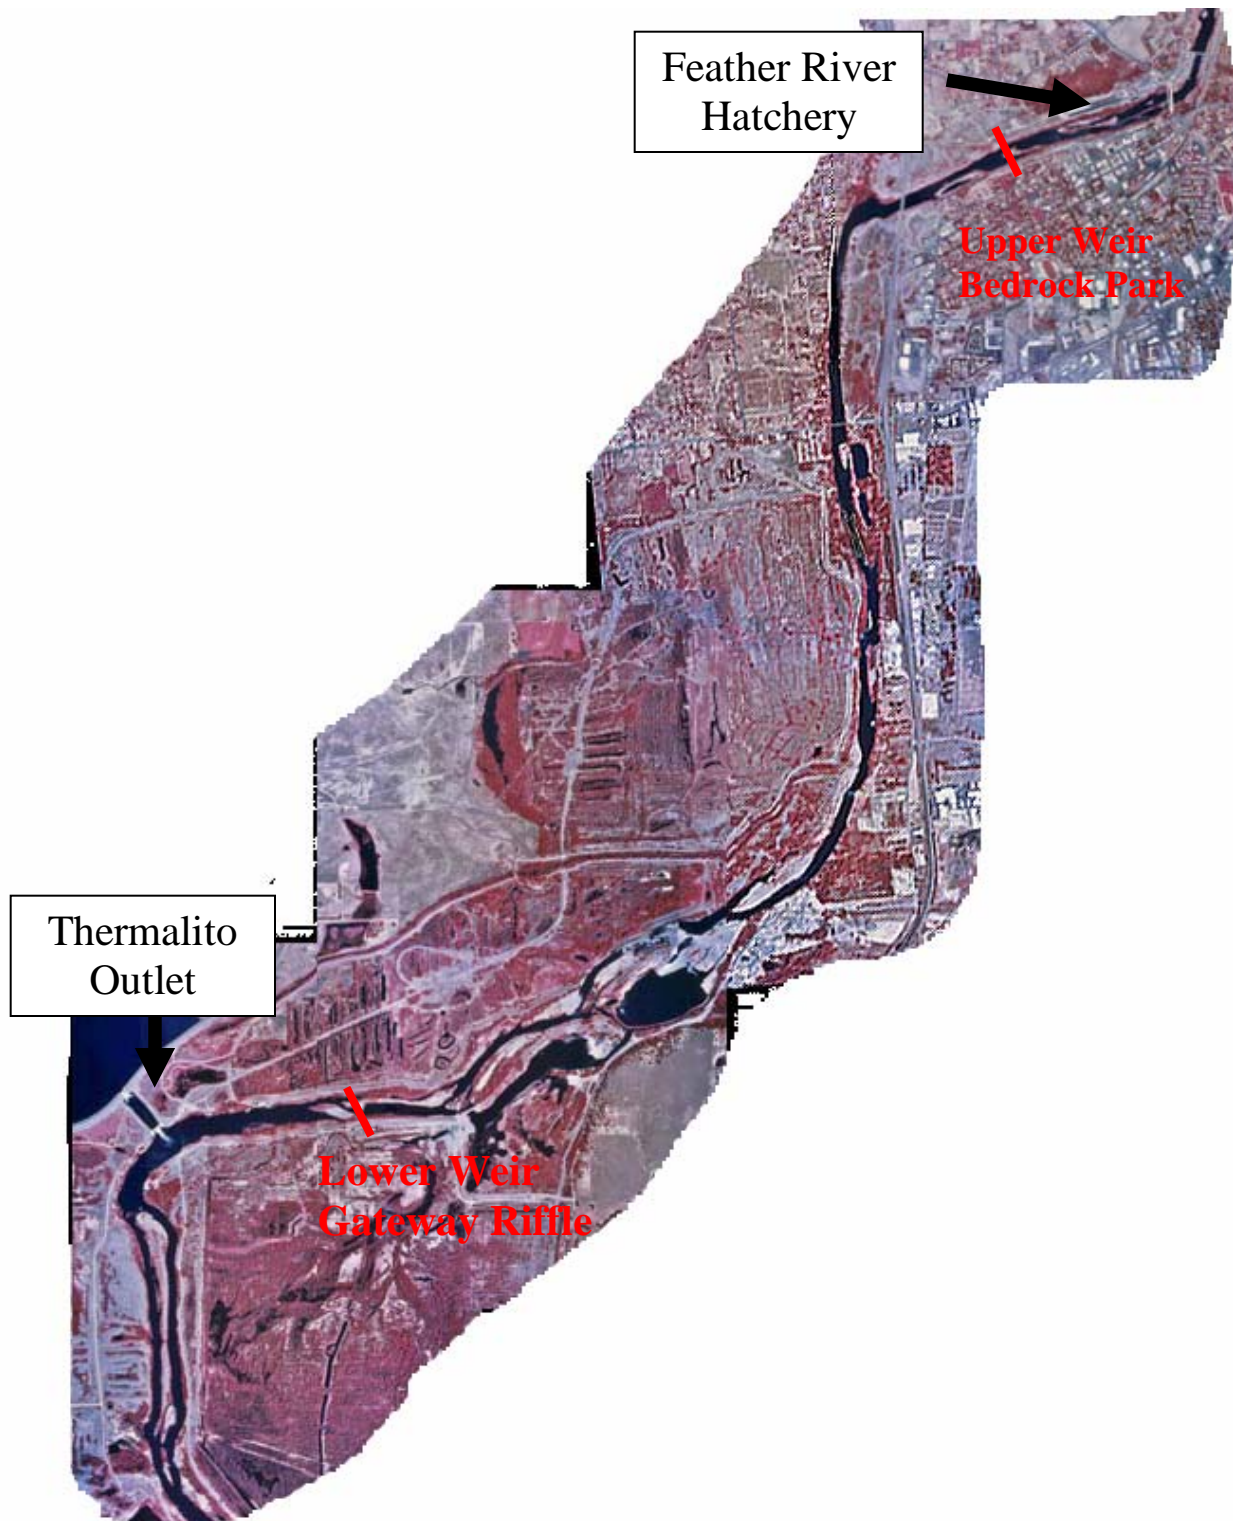 Feather River
Hatchery
Upper Weir
Bedrock Park
Thermalito
Outlet
Lower Weir
Gateway Riffle